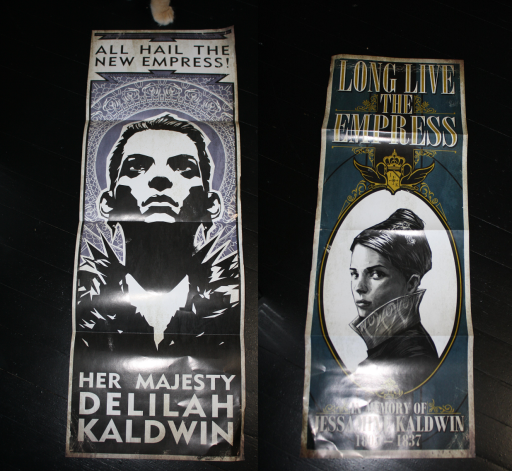 ALL HAIL THE
NEW EMPRESS!
HER MAJESTY
DELILAH
KALDWIN
LONG LIVE
THE
EMPRESS
IN MEMORY OF
KALDWIN
1837